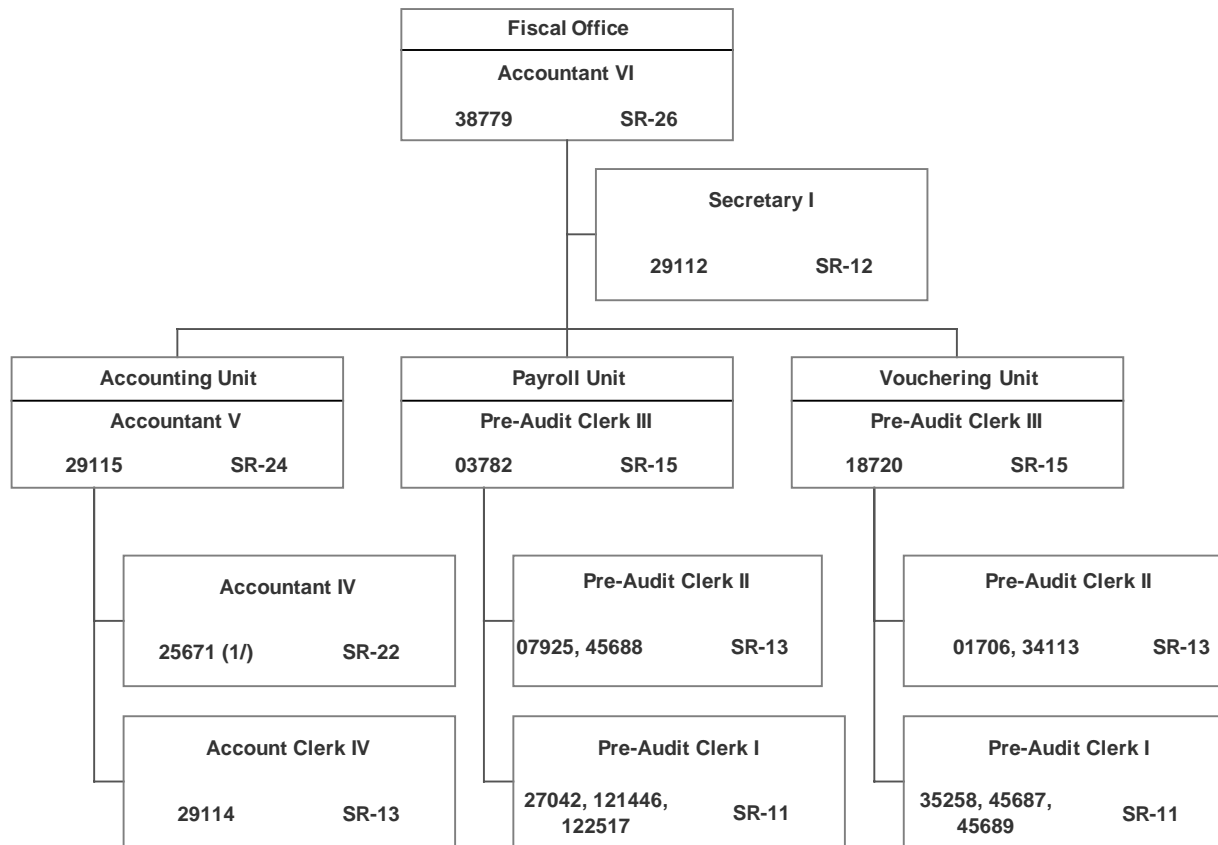 Fiscal Office
Accountant VI
38779 SR-26
Secretary I
29112 SR-12
Accounting Unit
Accountant V
29115 SR-24
Payroll Unit
Pre-Audit Clerk III
03782 SR-15
Vouchering Unit
Pre-Audit Clerk III
18720 SR-15
Accountant IV
25671 (1/) SR-22
Account Clerk IV
29114 SR-13
Pre-Audit Clerk II
07925, 45688 SR-13
Pre-Audit Clerk I
27042, 121446,
122517
SR-11
Pre-Audit Clerk II
01706, 34113 SR-13
Pre-Audit Clerk I
35258, 45687,
45689
SR-11